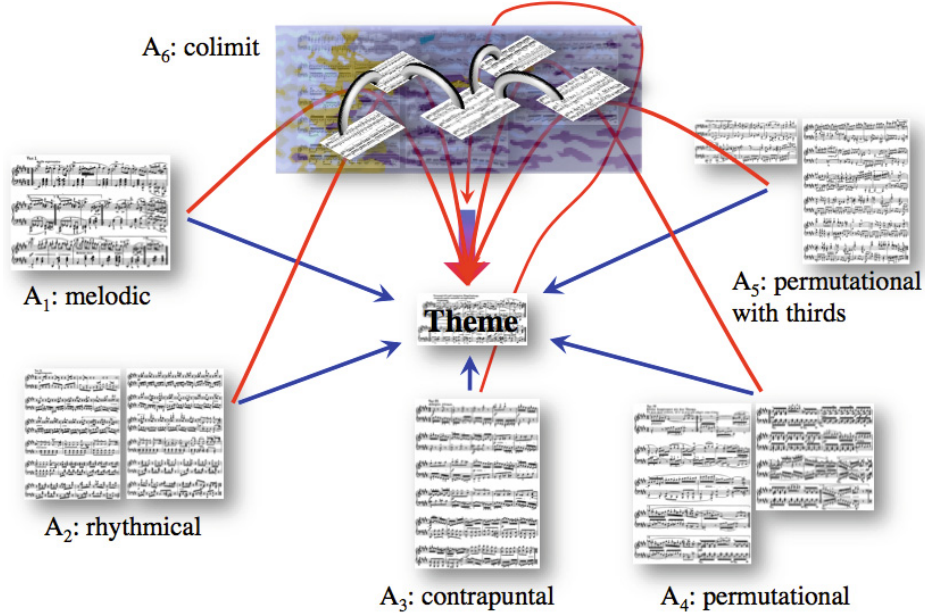 A₆: colimit
A₁: melodic
A₅: permutational
with thirds
Theme
A₂: rhythmical
A₃: contrapuntal
A₄: permutational